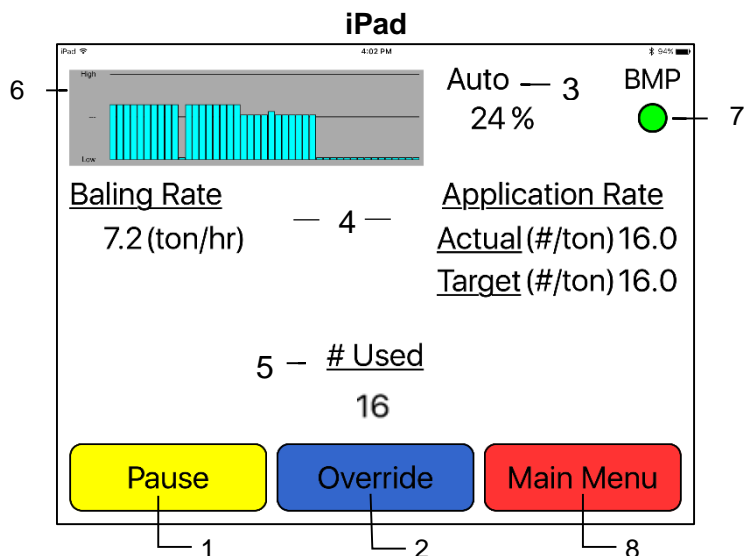 iPad
iPad 4:02 PM 94%
High
Low
6
Auto
3
24 %
BMP
7
Baling Rate
7.2 (ton/hr)
4
Application Rate
Actual (#/ton) 16.0
Target (#/ton) 16.0
5
# Used
16
Pause
Override
Main Menu
1
2
8